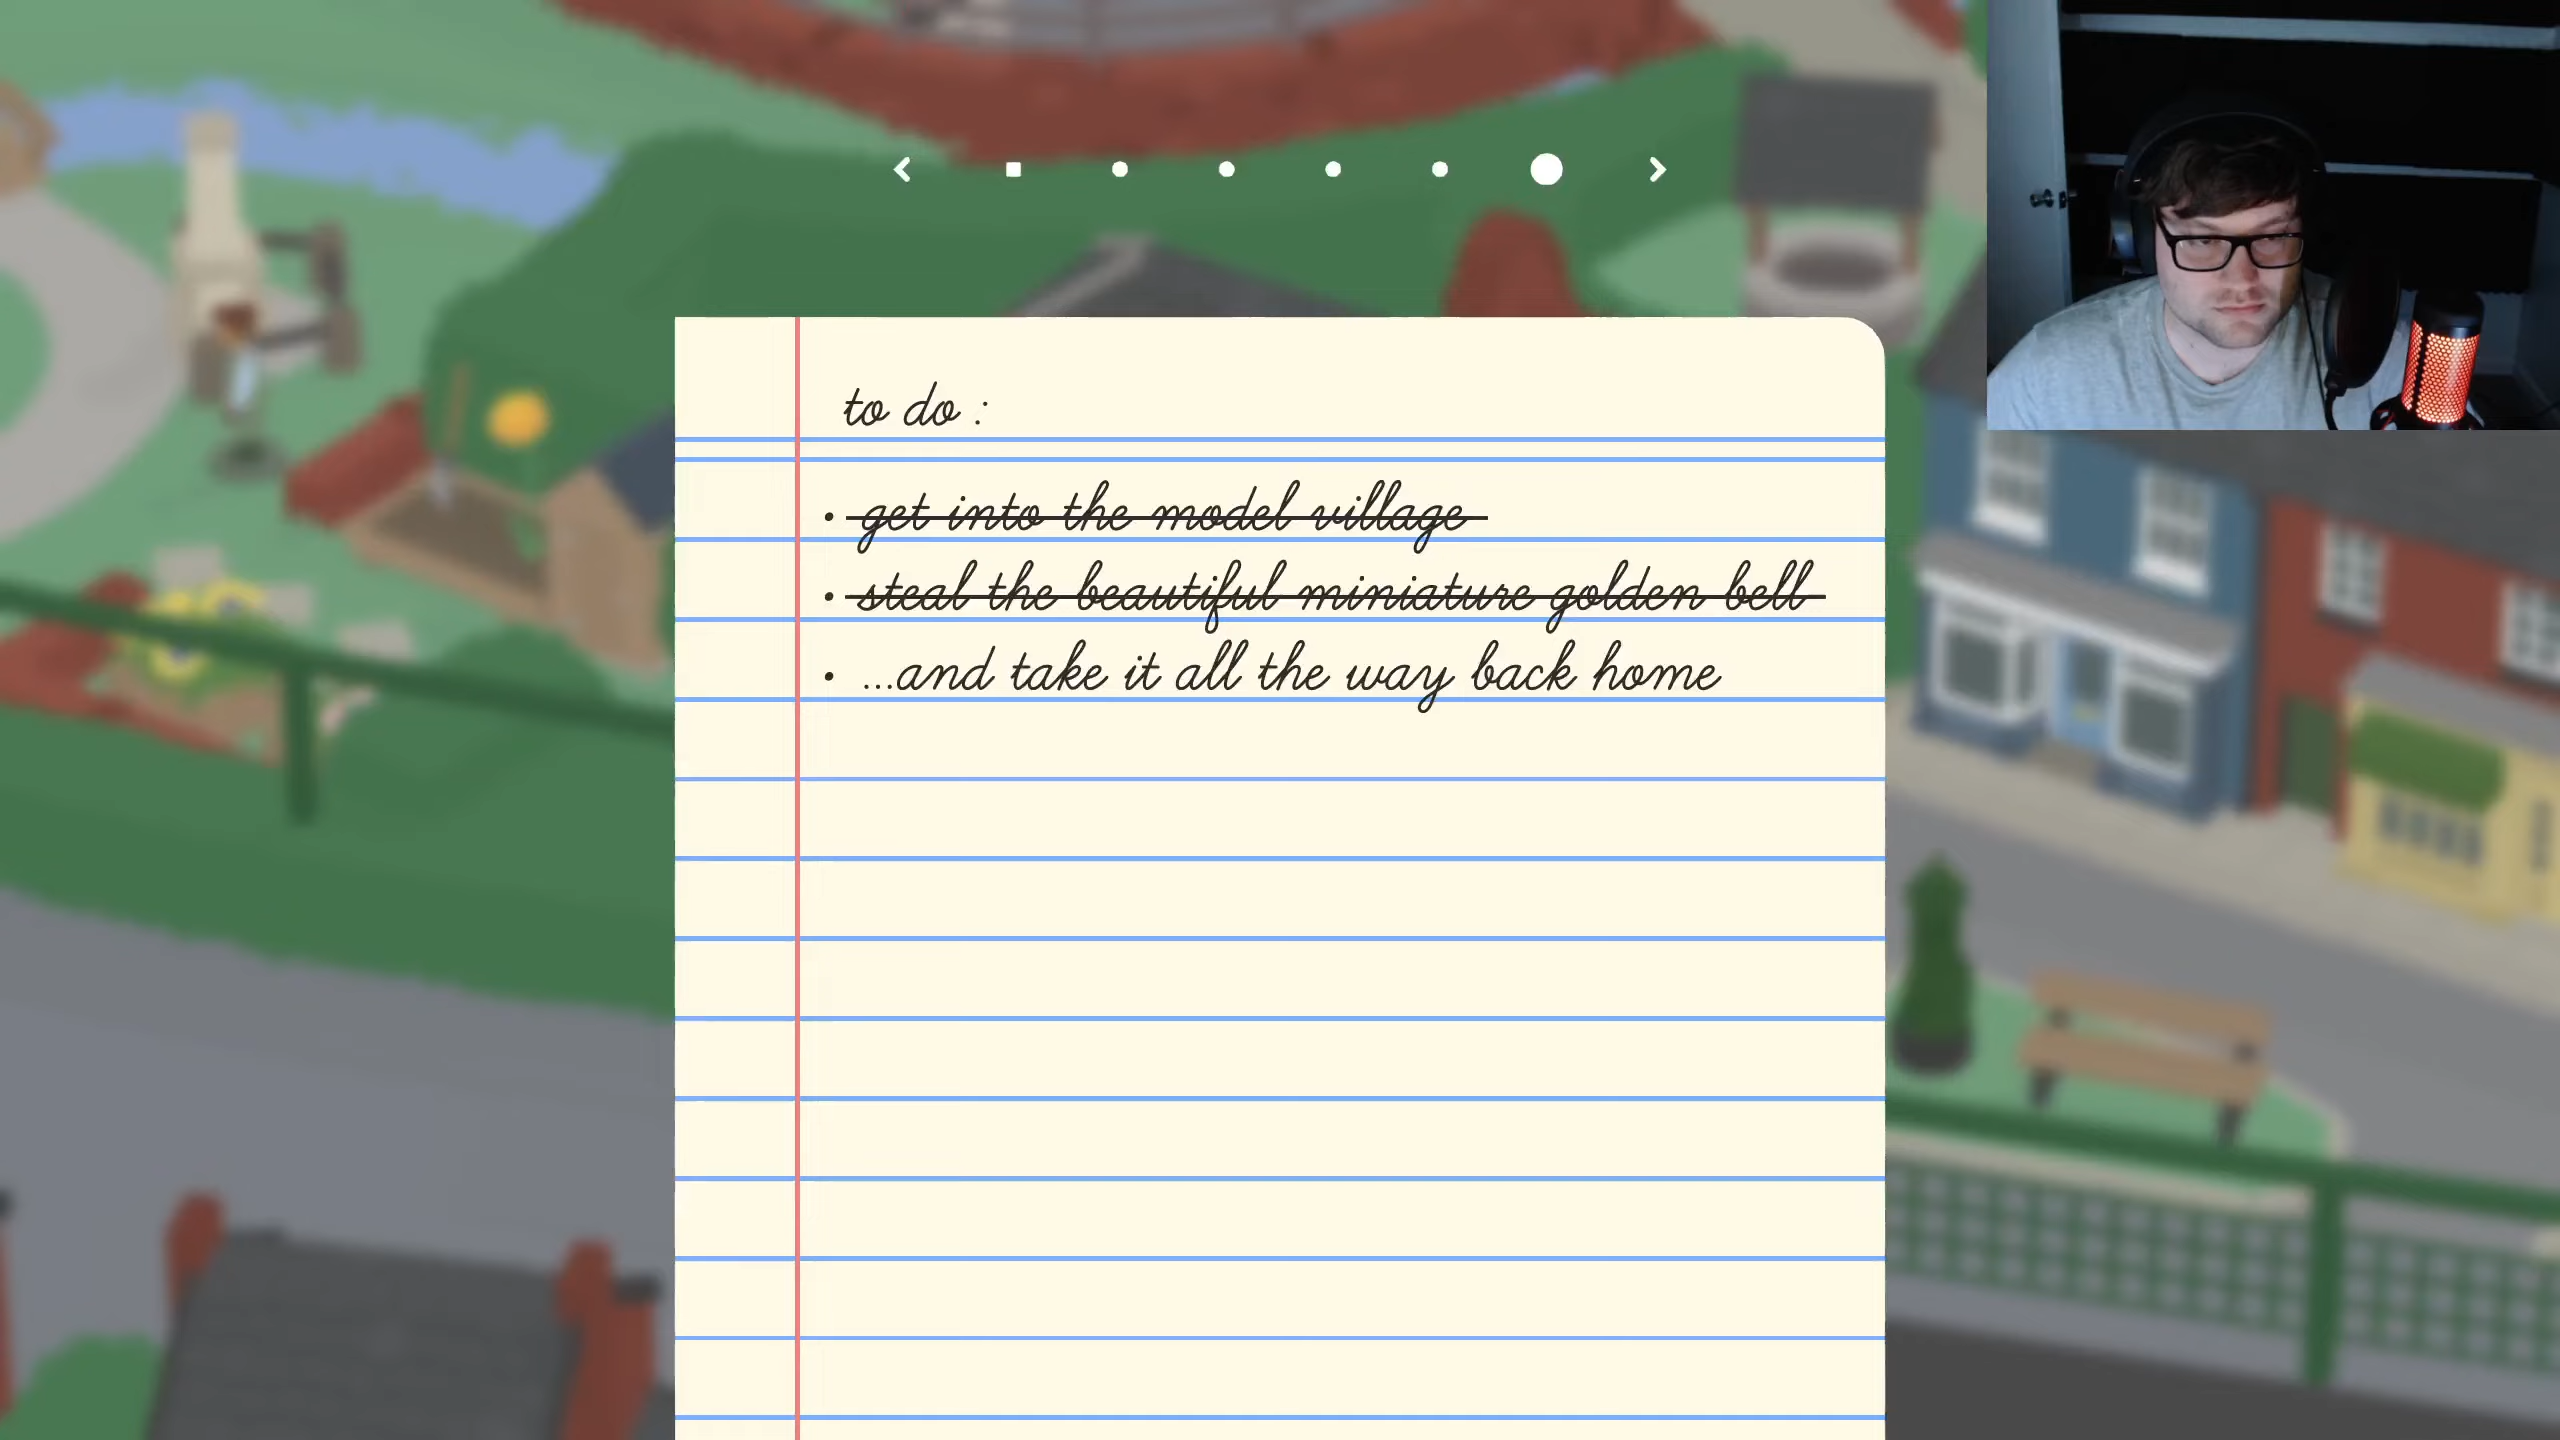 to do :
• get into the model village
• steal the beautiful miniature golden bell
• ...and take it all the way back home